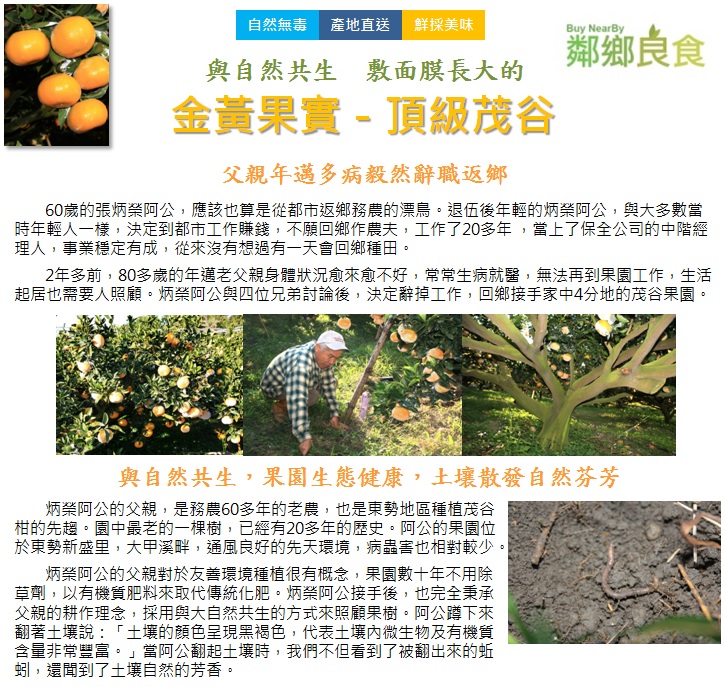 自然無毒 產地直送 鮮採美味
Buy NearBy
鄰鄉良食
與自然共生 敷面膜長大的
金黃果實 - 頂級茂谷
父親年邁多病毅然辭職返鄉
60歲的張炳榮阿公，應該也算是從都市返鄉務農的漂鳥。退伍後年輕的炳榮阿公，與大多數當
時年輕人一樣，決定到都市工作賺錢，不願回鄉作農夫，工作了20多年，當上了保全公司的中階經
理人，事業穩定有成，從來沒有想過有一天會回鄉種田。
2年多前，80多歲的年邁老父親身體狀況愈來愈不好，常常生病就醫，無法再到果園工作，生活
起居也需要人照顧。炳榮阿公與四位兄弟討論後，決定辭掉工作，回鄉接手家中4分地的茂谷果園。
與自然共生，果園生態健康，土壤散發自然芬芳
炳榮阿公的父親，是務農60多年的老農，也是東勢地區種植茂谷
柑的先趨。園中最老的一棵樹，已經有20多年的歷史。阿公的果園位
於東勢新盛里，大甲溪畔，通風良好的先天環境，病蟲害也相對較少。
炳榮阿公的父親對於友善環境種植很有概念，果園數十年不用除
草劑，以有機質肥料來取代傳統化肥。炳榮阿公接手後，也完全秉承
父親的耕作理念，採用與大自然共生的方式來照顧果樹。阿公蹲下來
翻著土壤說：「土壤的顏色呈現黑褐色，代表土壤內微生物及有機質
含量非常豐富。」當阿公翻起土壤時，我們不但看到了被翻出來的蚯
蚓，還聞到了土壤自然的芳香。